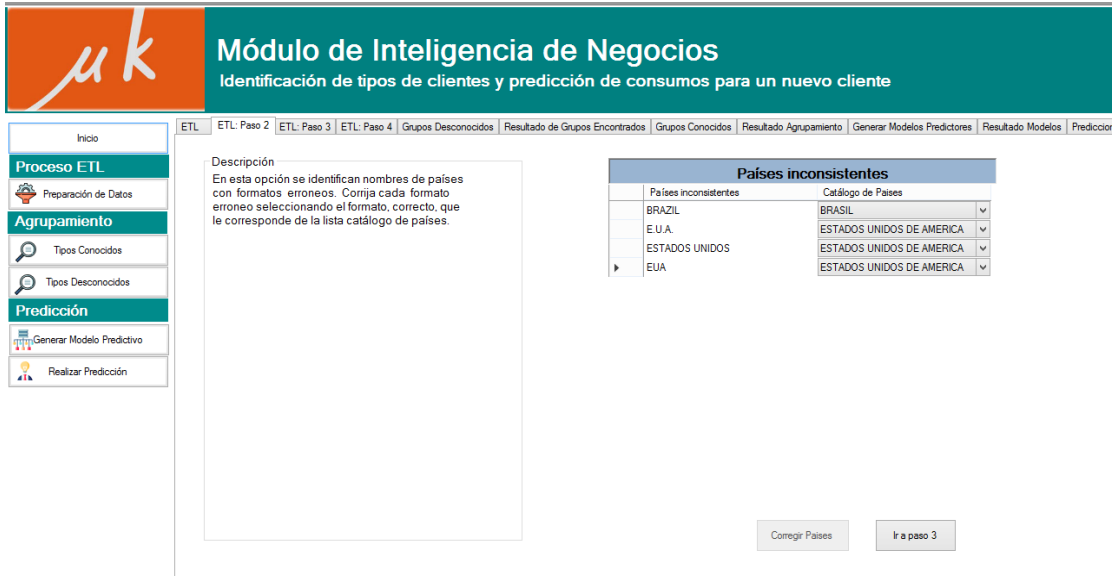 μk
Módulo de Inteligencia de Negocios
Identificación de tipos de clientes y predicción de consumos para un nuevo cliente
Inicio
Proceso ETL
Preparación de Datos
Agrupamiento
Tipos Conocidos
Tipos Desconocidos
Predicción
Generar Modelo Predictivo
Realizar Predicción
ETL ETL: Paso 2 ETL: Paso 3 ETL: Paso 4 Grupos Desconocidos Resultado de Grupos Encontrados Grupos Conocidos Resultado Agrupamiento Generar Modelos Predictores Resultado Modelos Prediccion
Descripción
En esta opción se identifican nombres de países
con formatos erroneos. Corrija cada formato
erroneo seleccionando el formato, correcto, que
le corresponde de la lista catálogo de países.
Países inconsistentes
Países inconsistentes Catálogo de Paises
BRAZIL BRASIL
E.U.A. ESTADOS UNIDOS DE AMERICA
ESTADOS UNIDOS ESTADOS UNIDOS DE AMERICA
EUA ESTADOS UNIDOS DE AMERICA
Corregir Paises Ir a paso 3